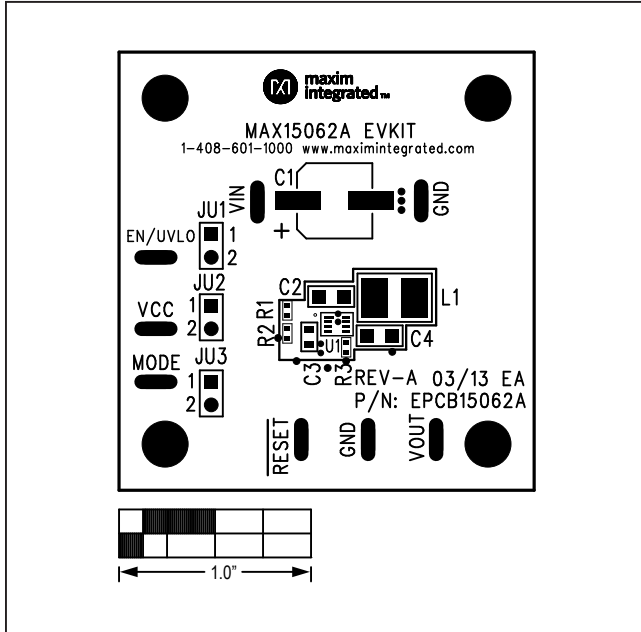 maxim
integrated™
MAX15062A EVKIT
1-408-601-1000 www.maximintegrated.com
C1
VIN
GND
+
JU1
EN/UVLO
1
2
JU2
VCC
1
2
MODE
JU3
1
2
C2
L1
R1
R2
U1
C4
C3
R3
REV-A 03/13 EA
P/N: EPCB15062A
RESET
GND
VOUT
1.0"